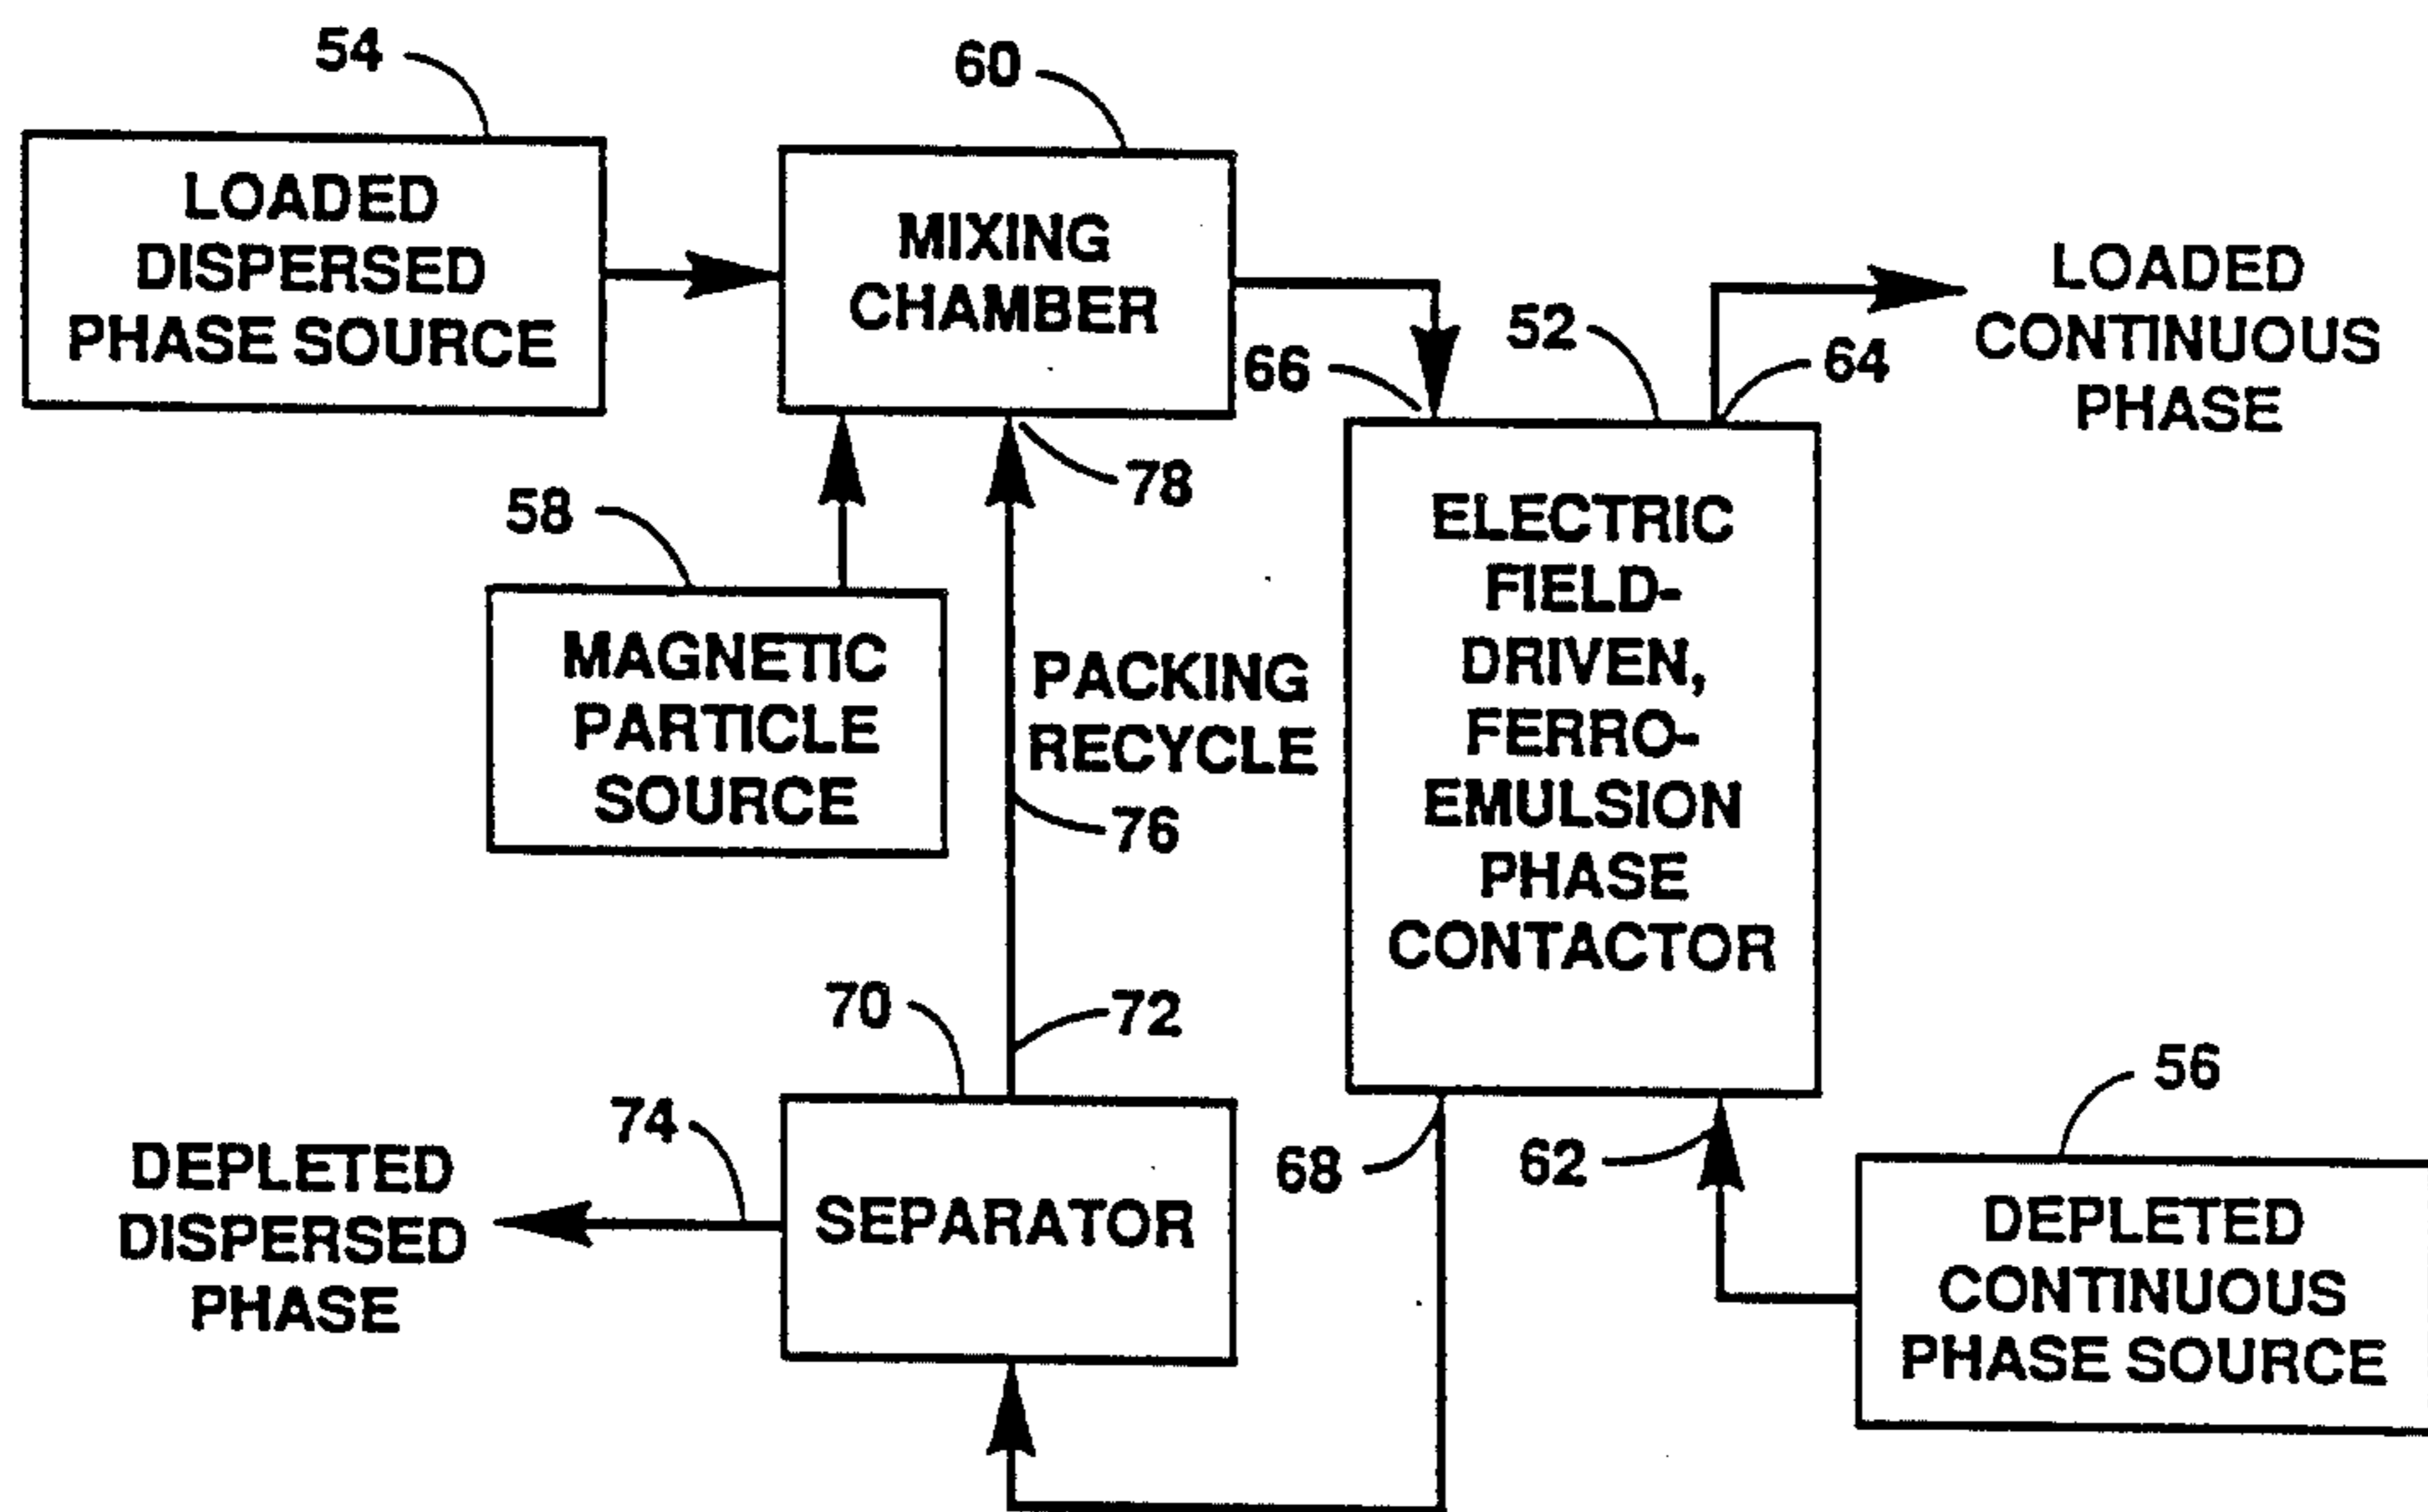 54
60
LOADED
DISPERSED
PHASE SOURCE
MIXING
CHAMBER
LOADED
CONTINUOUS
PHASE
66
52
64
78
58
MAGNETIC
PARTICLE
SOURCE
PACKING
RECYCLE
76
ELECTRIC
FIELD-
DRIVEN,
FERRO-
EMULSION
PHASE
CONTACTOR
70
72
56
74
68
62
DEPLETED
DISPERSED
PHASE
SEPARATOR
DEPLETED
CONTINUOUS
PHASE SOURCE